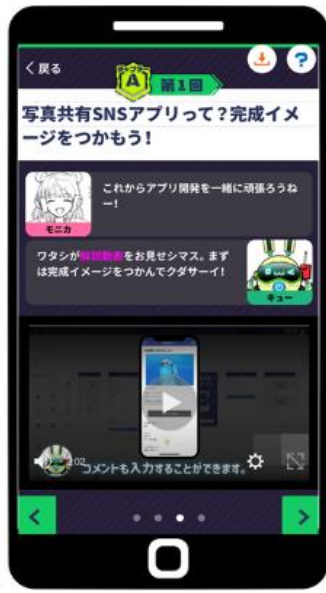 戻る
チャプター
A 第1回
写真共有SNSアプリって？完成イメ
ージをつかもう！
これからアプリ開発を一緒に頑張ろうね
ー！
モニカ
ワタシが解説動画をお見せシマス。まず
は完成イメージをつかんでクダサーイ！
キュー
コメントも入力することができます。